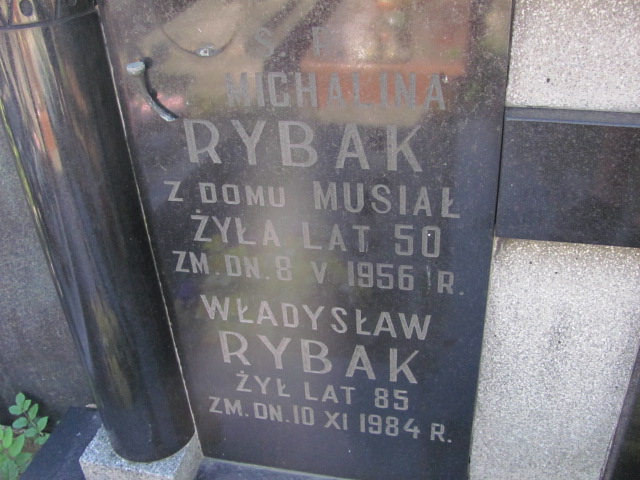 Ś P
MICHALINA
RYBAK
Z DOMU MUSIAŁ
ŻYŁA LAT 50
ZM. DN. 8 V 1956 R.
WŁADYSŁAW
RYBAK
ŻYŁ LAT 85
ZM. DN. 10 XI 1984 R.